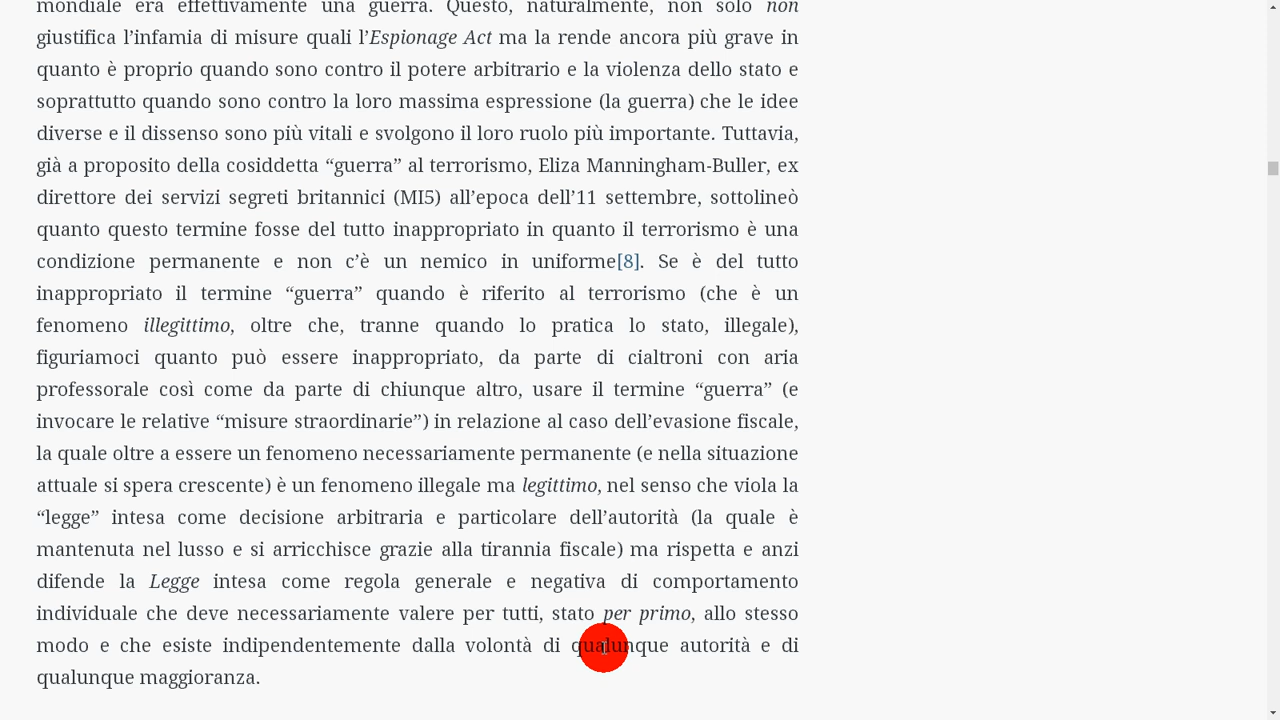 mondiale era effettivamente una guerra. Questo, naturalmente, non solo non
giustifica l’infamia di misure quali l’Espionage Act ma la rende ancora più grave in
quanto è proprio quando sono contro il potere arbitrario e la violenza dello stato e
soprattutto quando sono contro la loro massima espressione (la guerra) che le idee
diverse e il dissenso sono più vitali e svolgono il loro ruolo più importante. Tuttavia,
già a proposito della cosiddetta “guerra” al terrorismo, Eliza Manningham-Buller, ex
direttore dei servizi segreti britannici (MI5) all’epoca dell’11 settembre, sottolineò
quanto questo termine fosse del tutto inappropriato in quanto il terrorismo è una
condizione permanente e non c’è un nemico in uniforme[8]. Se è del tutto
inappropriato il termine “guerra” quando è riferito al terrorismo (che è un
fenomeno illegittimo, oltre che, tranne quando lo pratica lo stato, illegale),
figuriamoci quanto può essere inappropriato, da parte di cialtroni con aria
professorale così come da parte di chiunque altro, usare il termine “guerra” (e
invocare le relative “misure straordinarie”) in relazione al caso dell’evasione fiscale,
la quale oltre a essere un fenomeno necessariamente permanente (e nella situazione
attuale si spera crescente) è un fenomeno illegale ma legittimo, nel senso che viola la
“legge” intesa come decisione arbitraria e particolare dell’autorità (la quale è
mantenuta nel lusso e si arricchisce grazie alla tirannia fiscale) ma rispetta e anzi
difende la Legge intesa come regola generale e negativa di comportamento
individuale che deve necessariamente valere per tutti, stato per primo, allo stesso
modo e che esiste indipendentemente dalla volontà di qualunque autorità e di
qualunque maggioranza.